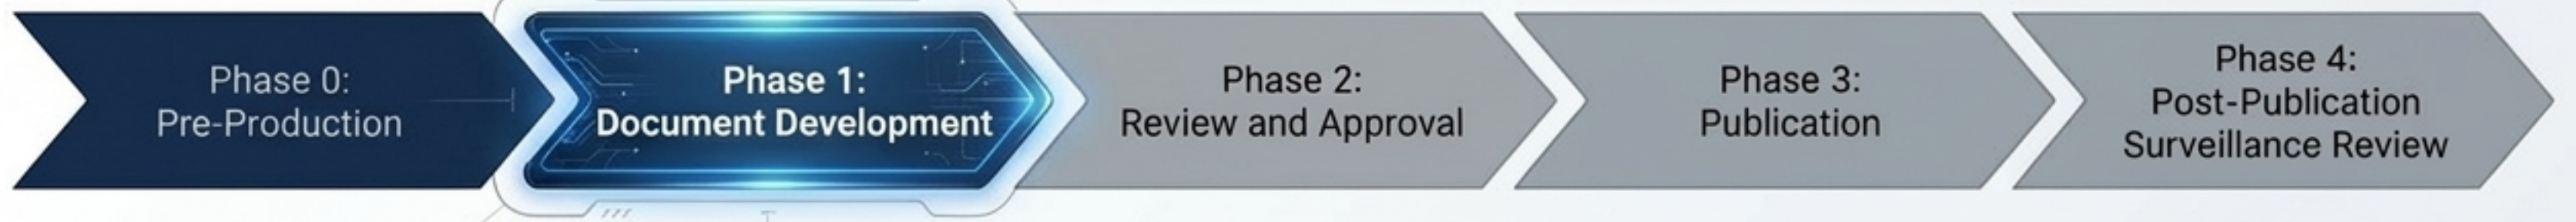 Phase 0:
Pre-Production
Phase 1:
Document Development
Phase 2:
Review and Approval
Phase 3:
Publication
Phase 4:
Post-Publication
Surveillance Review